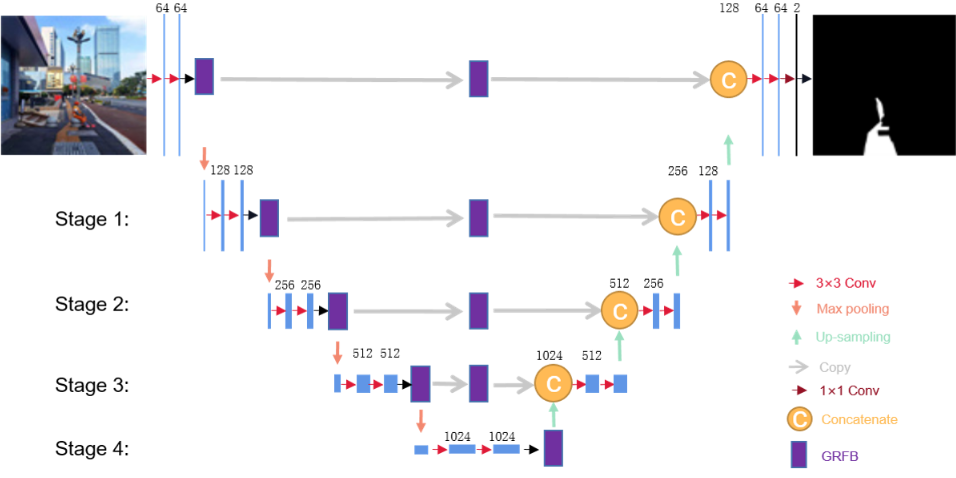 64 64
128
64 64 2
C
128 128
256 128
Stage 1:
C
256 256
512 256
Stage 2:
C
512 512
1024 512
Stage 3:
C
1024 1024
Stage 4:
3×3 Conv
Max pooling
Up-sampling
Copy
1×1 Conv
C Concatenate
GRFB